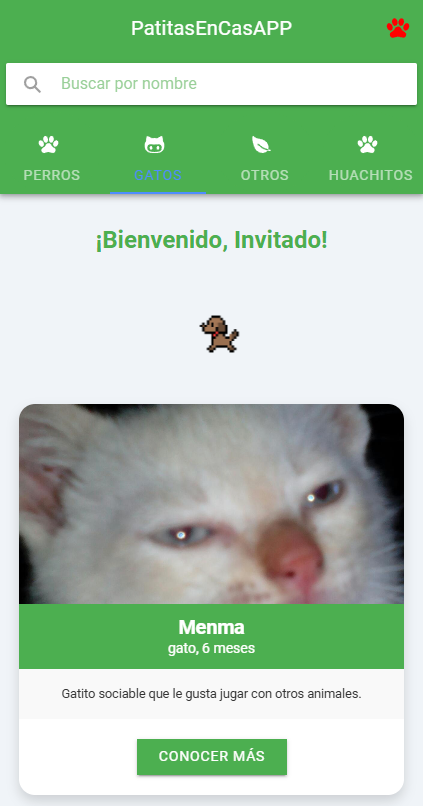 PatitasEnCasAPP
Buscar por nombre
PERROS GATOS OTROS HUACHITOS
¡Bienvenido, Invitado!
Menma
gato, 6 meses
Gatito sociable que le gusta jugar con otros animales.
CONOCER MÁS